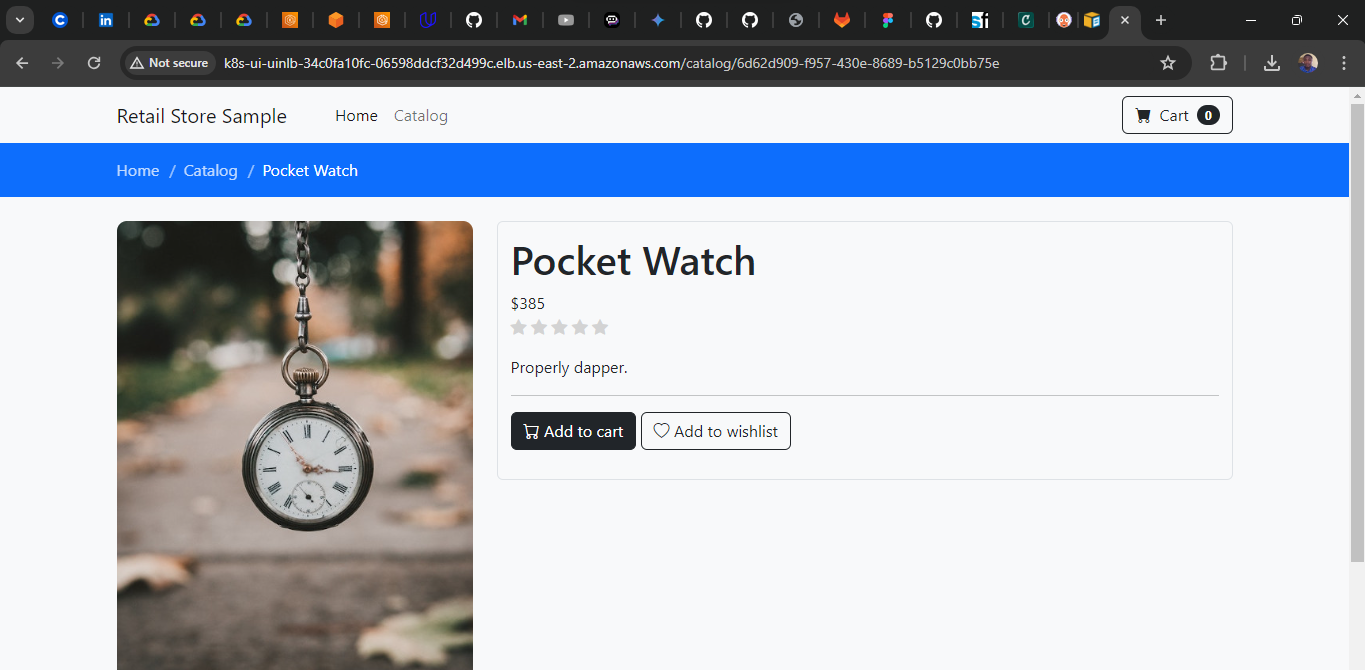 Not secure
k8s-ui-uinlb-34c0fa10fc-06598ddcf32d499c.elb.us-east-2.amazonaws.com/catalog/6d62d909-f957-430e-8689-b5129c0bb75e
Retail Store Sample Home Catalog Cart 0
Home / Catalog / Pocket Watch
Pocket Watch
$385
Properly dapper.
Add to cart Add to wishlist